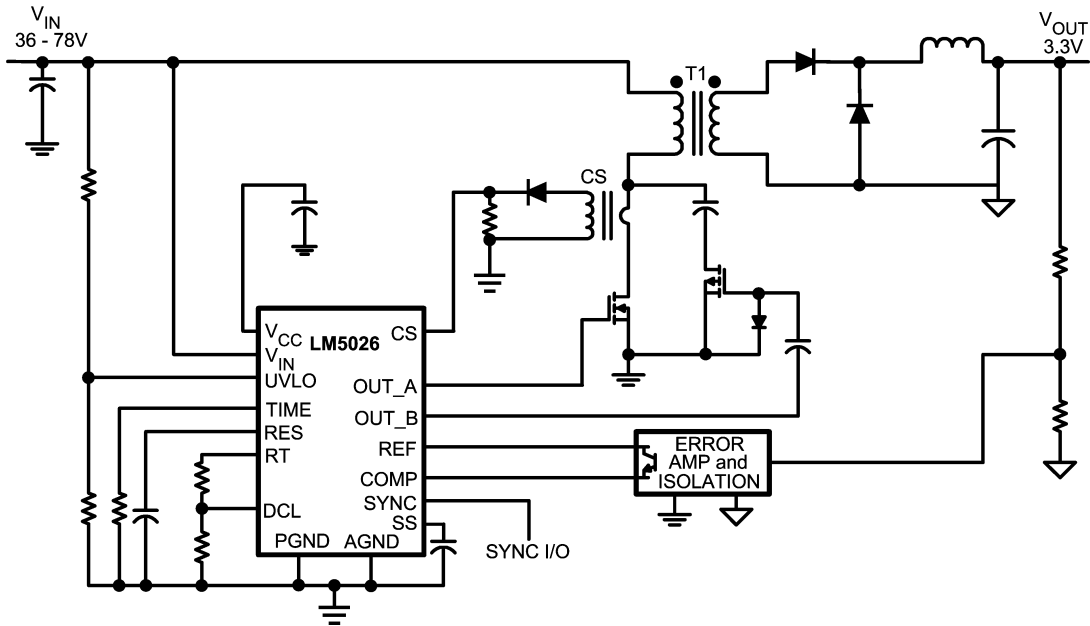 VIN
36 - 78V
VOUT
3.3V
T1
CS
LM5026
VCC
VIN
UVLO
TIME
RES
RT
DCL
PGND
AGND
CS
OUT_A
OUT_B
REF
COMP
SYNC
SS
SYNC I/O
ERROR
AMP and
ISOLATION